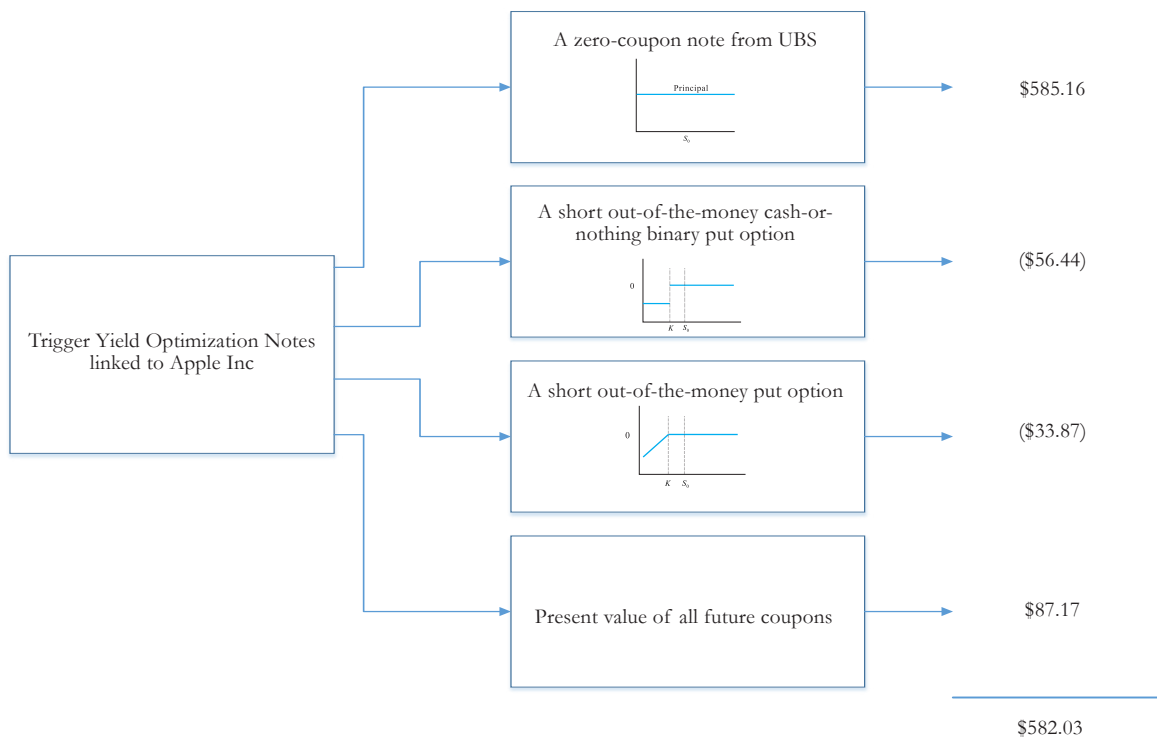 A zero-coupon note from UBS
Principal
S₀
$585.16
A short out-of-the-money cash-or-
nothing binary put option
0
K S₀
($56.44)
Trigger Yield Optimization Notes
linked to Apple Inc
A short out-of-the-money put option
0
K S₀
($33.87)
Present value of all future coupons
$87.17
$582.03